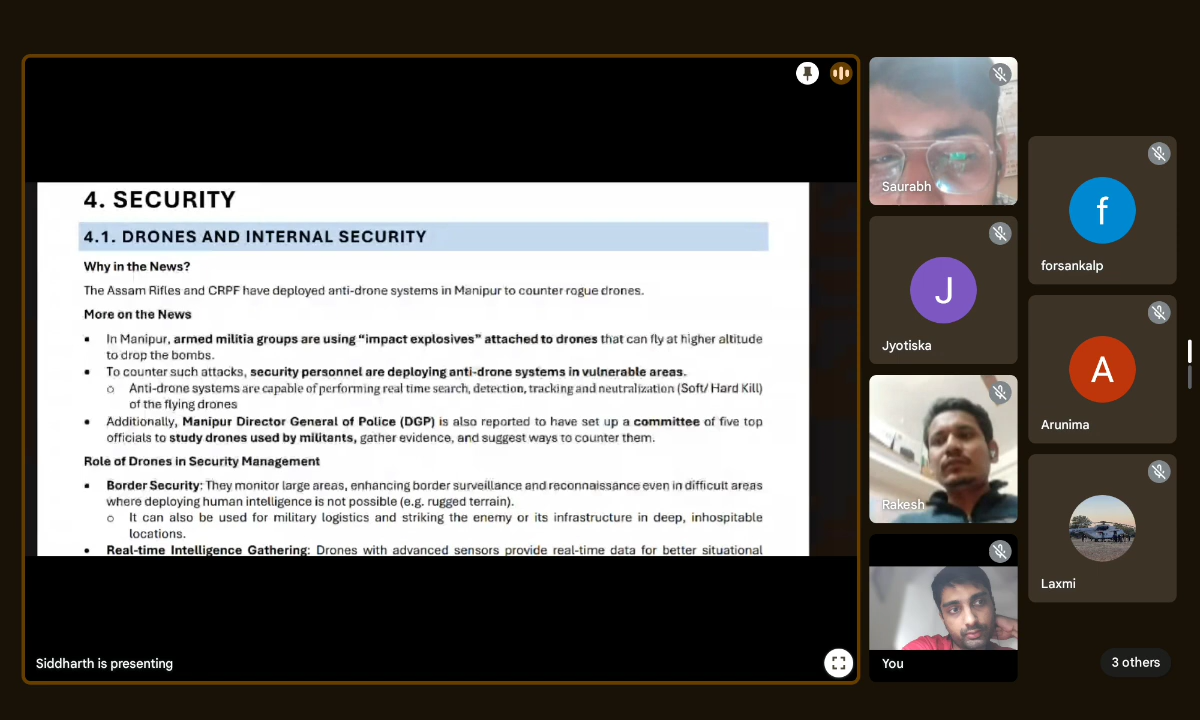 4. SECURITY
4.1. DRONES AND INTERNAL SECURITY
Why in the News?
The Assam Rifles and CRPF have deployed anti-drone systems in Manipur to counter rogue drones.
More on the News
▪ In Manipur, armed militia groups are using “impact explosives” attached to drones that can fly at higher altitude
to drop the bombs.
▪ To counter such attacks, security personnel are deploying anti-drone systems in vulnerable areas.
o Anti-drone systems are capable of performing real time search, detection, tracking and neutralization (Soft/ Hard Kill)
of the flying drones
▪ Additionally, Manipur Director General of Police (DGP) is also reported to have set up a committee of five top
officials to study drones used by militants, gather evidence, and suggest ways to counter them.
Role of Drones in Security Management
▪ Border Security: They monitor large areas, enhancing border surveillance and reconnaissance even in difficult areas
where deploying human intelligence is not possible (e.g. rugged terrain).
o It can also be used for military logistics and striking the enemy or its infrastructure in deep, inhospitable
locations.
▪ Real-time Intelligence Gathering: Drones with advanced sensors provide real-time data for better situational
Siddharth is presenting
Saurabh
J
Jyotiska
Rakesh
You
f
forsankalp
A
Arunima
Laxmi
3 others